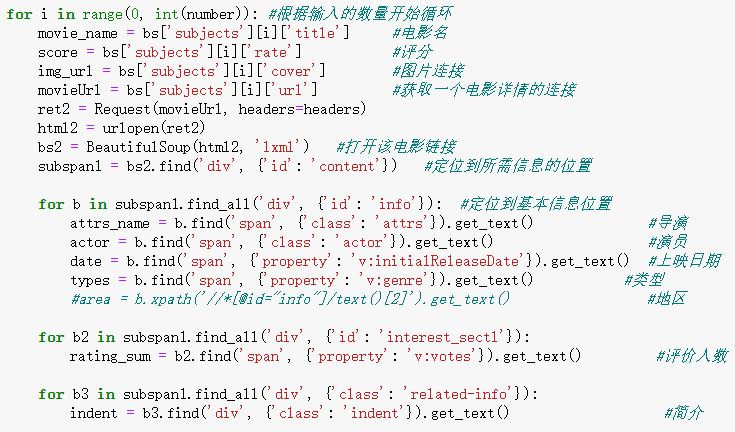 for i in range(0, int(number)): #根据输入的数量开始循环
    movie_name = bs['subjects'][i]['title']     #电影名
    score = bs['subjects'][i]['rate']           #评分
    img_url = bs['subjects'][i]['cover']        #图片连接
    movieUrl = bs['subjects'][i]['url']         #获取一个电影详情的连接
    ret2 = Request(movieUrl, headers=headers)
    html2 = urlopen(ret2)
    bs2 = BeautifulSoup(html2, 'lxml')   #打开该电影链接
    subspan1 = bs2.find('div', {'id': 'content'})   #定位到所需信息的位置

    for b in subspan1.find_all('div', {'id': 'info'}):  #定位到基本信息位置
        attrs_name = b.find('span', {'class': 'attrs'}).get_text()              #导演
        actor = b.find('span', {'class': 'actor'}).get_text()                   #演员
        date = b.find('span', {'property': 'v:initialReleaseDate'}).get_text()  #上映日期
        types = b.find('span', {'property': 'v:genre'}).get_text()           #类型
        #area = b.xpath('//*[@id="info"]/text()[2]').get_text()                 #地区

    for b2 in subspan1.find_all('div', {'id': 'interest_sectl'}):
        rating_sum = b2.find('span', {'property': 'v:votes'}).get_text()         #评价人数

    for b3 in subspan1.find_all('div', {'class': 'related-info'}):
        indent = b3.find('div', {'class': 'indent'}).get_text()                   #简介